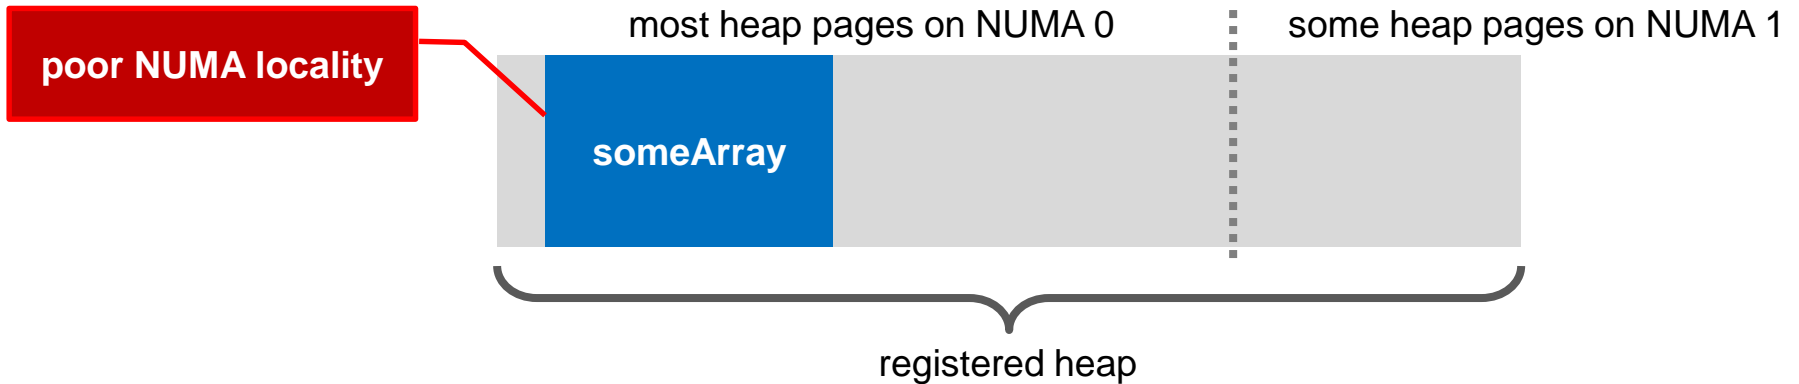 most heap pages on NUMA 0
some heap pages on NUMA 1
poor NUMA locality
someArray
registered heap